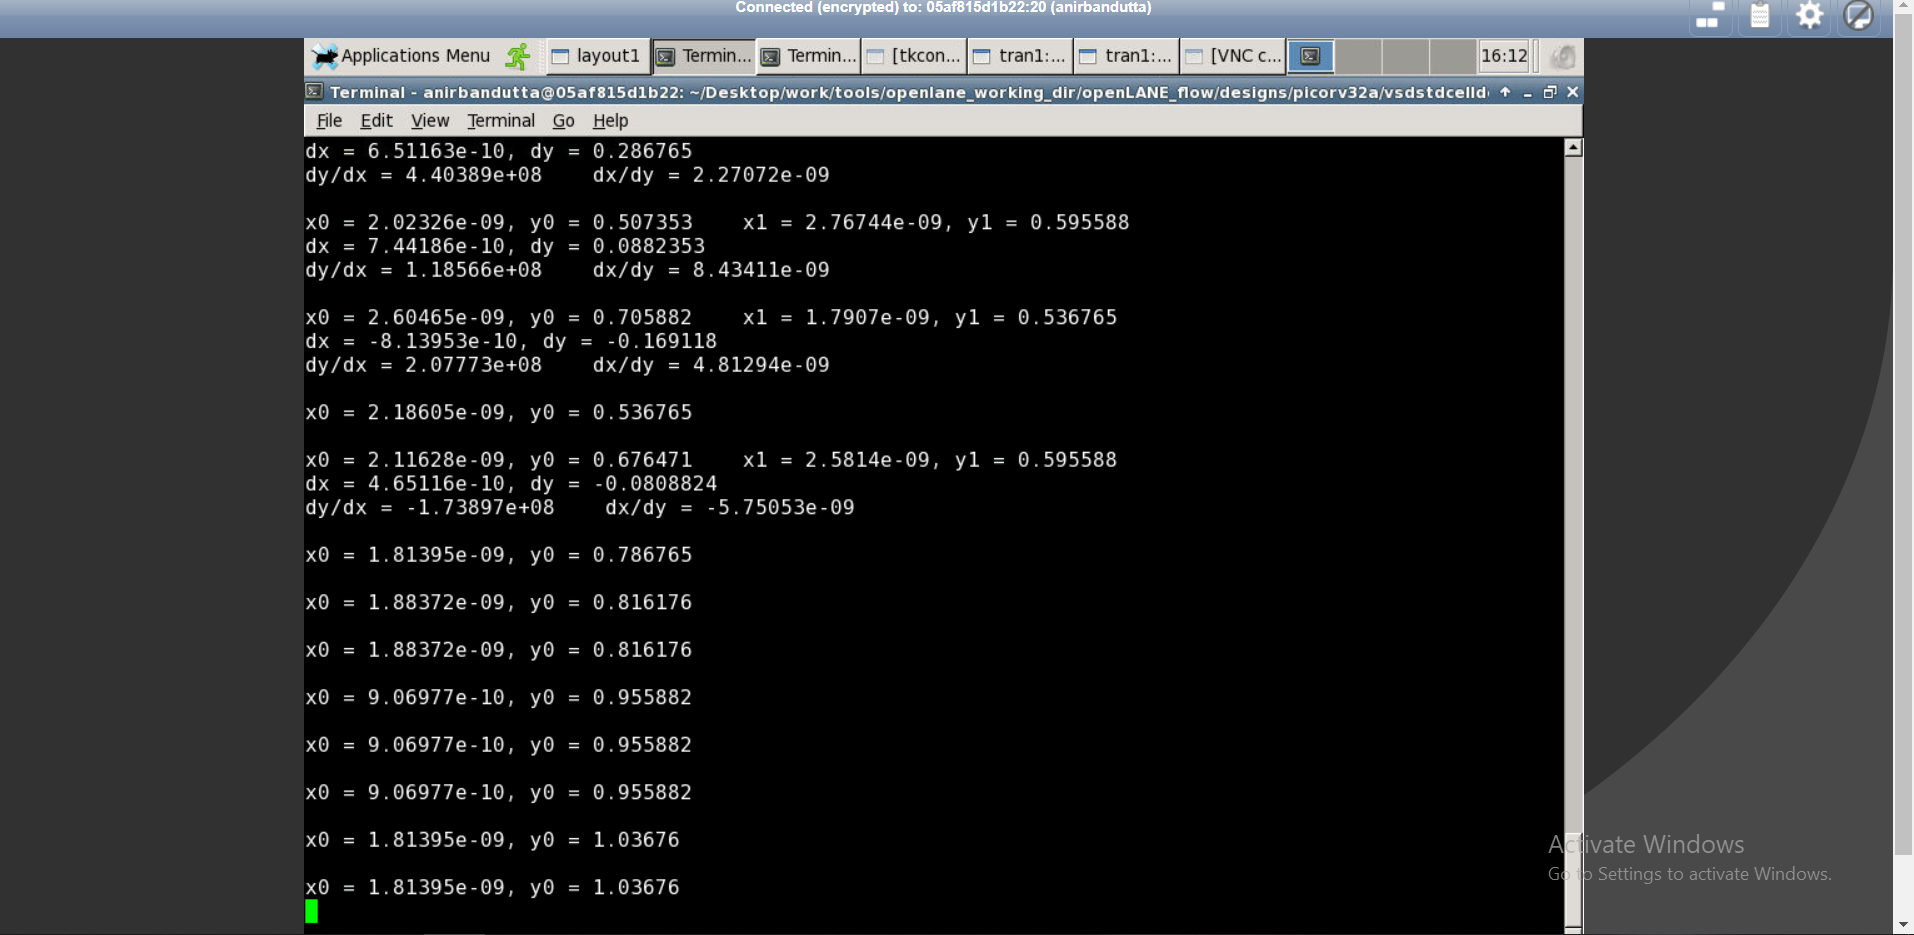 Connected (encrypted) to: 05af815d1b22:20 (anirbandutta)
Applications Menu layout1 Termin... Termin... [tkcon... tran1:... tran1:... [VNC c... 16:12
Terminal - anirbandutta@05af815d1b22: ~/Desktop/work/tools/openlane_working_dir/openLANE_flow/designs/picorv32a/vsdstdcelld
File Edit View Terminal Go Help
dx = 6.51163e-10, dy = 0.286765
dy/dx = 4.40389e+08    dx/dy = 2.27072e-09
x0 = 2.02326e-09, y0 = 0.507353    x1 = 2.76744e-09, y1 = 0.595588
dx = 7.44186e-10, dy = 0.0882353
dy/dx = 1.18566e+08    dx/dy = 8.43411e-09
x0 = 2.60465e-09, y0 = 0.705882    x1 = 1.7907e-09, y1 = 0.536765
dx = -8.13953e-10, dy = -0.169118
dy/dx = 2.07773e+08    dx/dy = 4.81294e-09
x0 = 2.18605e-09, y0 = 0.536765
x0 = 2.11628e-09, y0 = 0.676471    x1 = 2.5814e-09, y1 = 0.595588
dx = 4.65116e-10, dy = -0.0808824
dy/dx = -1.73897e+08    dx/dy = -5.75053e-09
x0 = 1.81395e-09, y0 = 0.786765
x0 = 1.88372e-09, y0 = 0.816176
x0 = 1.88372e-09, y0 = 0.816176
x0 = 9.06977e-10, y0 = 0.955882
x0 = 9.06977e-10, y0 = 0.955882
x0 = 9.06977e-10, y0 = 0.955882
x0 = 1.81395e-09, y0 = 1.03676
x0 = 1.81395e-09, y0 = 1.03676
Activate Windows
Go to Settings to activate Windows.